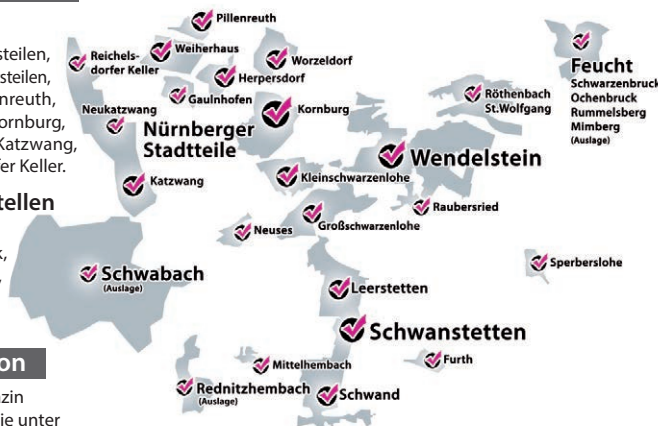 steilen,
steilen,
nreuth,
ornburg,
Katzwang,
fer Keller.
tellen
k,
on
zin
ie unter
Pillenreuth
Reichels-
dorfer Keller
Weiherhaus
Worzeldorf
Herpersdorf
Gaulnhofen
Neukatzwang
Kornburg
Nürnberger
Stadtteile
Katzwang
Kleinschwarzenlohe
Wendelstein
Röthenbach
St.Wolfgang
Feucht
Schwarzenbruck
Ochenbruck
Rummelsberg
Mimberg
(Auslage)
Raubersried
Neuses
Großschwarzenlohe
Schwabach
(Auslage)
Sperberslohe
Leerstetten
Schwanstetten
Mittelhembach
Furth
Rednitzhembach
(Auslage)
Schwand